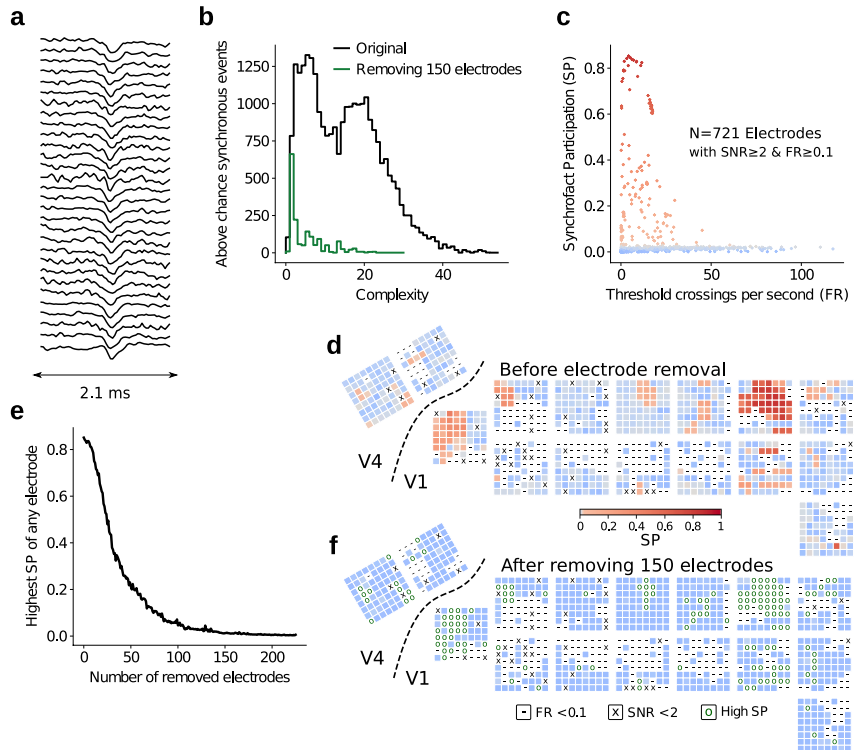 a
2.1 ms
b
Original
Removing 150 electrodes
Above chance synchronous events
1250
1000
750
500
250
0
0
20
40
Complexity
c
Synchrofact Participation (SP)
0.8
0.6
0.4
0.2
0.0
0
50
100
N=721 Electrodes
with SNR≥2 & FR≥0.1
Threshold crossings per second (FR)
d
Before electrode removal
V4
V1
0
0.2
0.4
0.6
0.8
1
SP
e
Highest SP of any electrode
0.8
0.6
0.4
0.2
0.0
0
50
100
150
200
Number of removed electrodes
f
After removing 150 electrodes
V4
V1
- FR <0.1
x SNR <2
o High SP